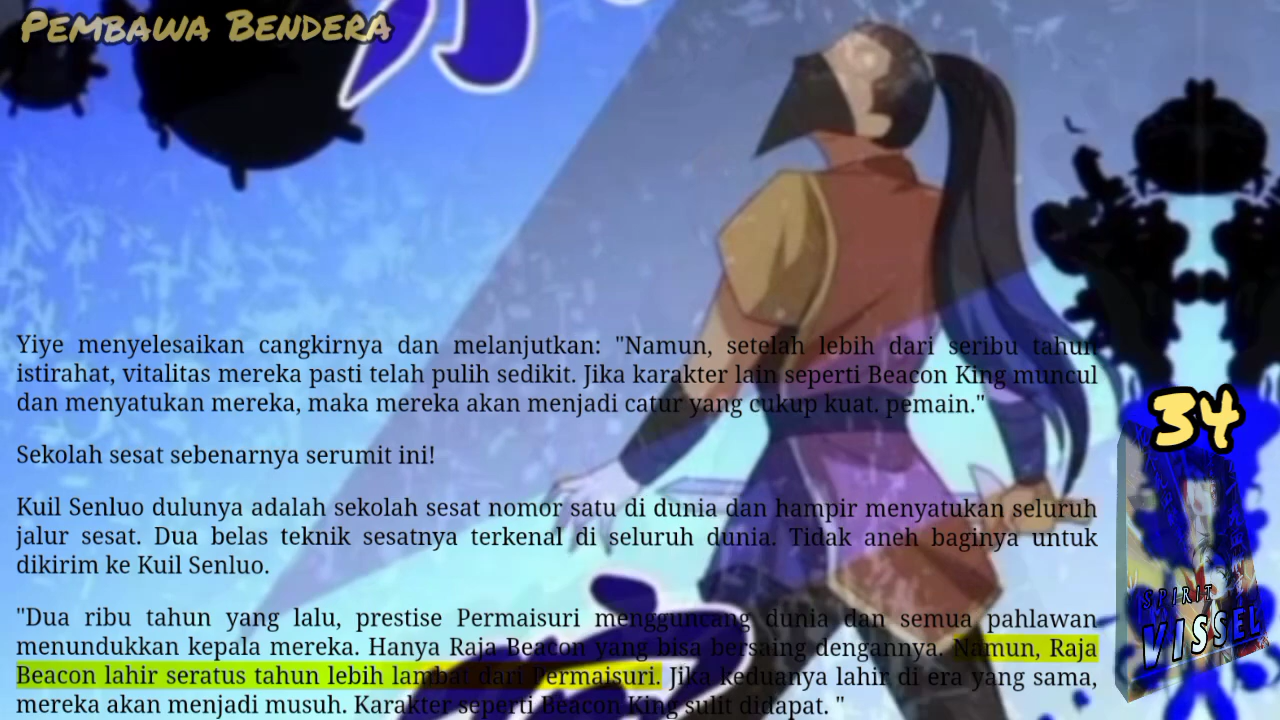 PEMBAWA BENDERA
Yiye menyelesaikan cangkirnya dan melanjutkan: "Namun, setelah lebih dari seribu tahun
istirahat, vitalitas mereka pasti telah pulih sedikit. Jika karakter lain seperti Beacon King muncul
dan menyatukan mereka, maka mereka akan menjadi catur yang cukup kuat. pemain."
Sekolah sesat sebenarnya serumit ini!
Kuil Senluo dulunya adalah sekolah sesat nomor satu di dunia dan hampir menyatukan seluruh
jalur sesat. Dua belas teknik sesatnya terkenal di seluruh dunia. Tidak aneh baginya untuk
dikirim ke Kuil Senluo.
"Dua ribu tahun yang lalu, prestise Permaisuri mengguncang dunia dan semua pahlawan
menundukkan kepala mereka. Hanya Raja Beacon yang bisa bersaing dengannya. Namun, Raja
Beacon lahir seratus tahun lebih lambat dari Permaisuri. Jika keduanya lahir di era yang sama,
mereka akan menjadi musuh. Karakter seperti Beacon King sulit didapat. "
34
SPIRIT
VISSEL